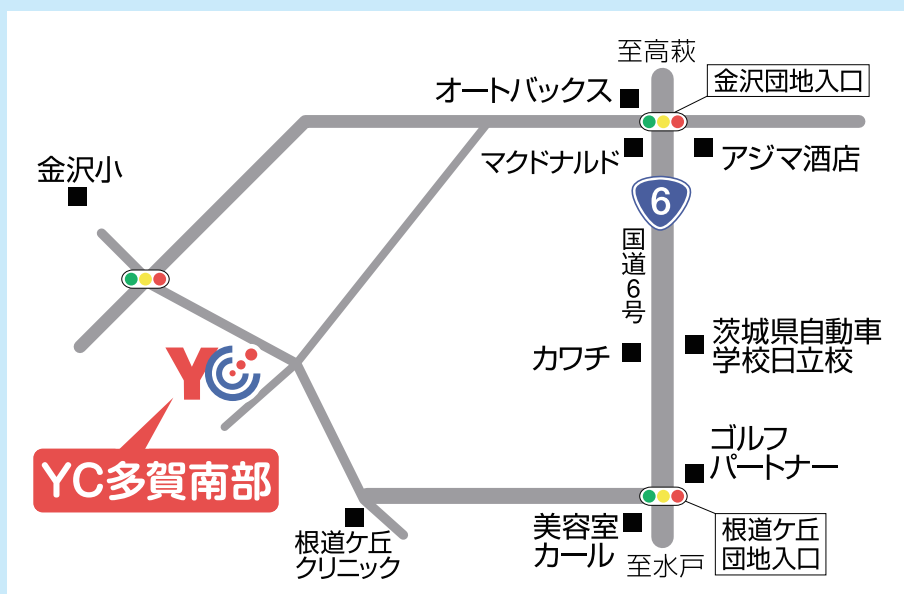 至高萩
オートバックス
金沢団地入口
マクドナルド
アジマ酒店
金沢小
6
国道6号
茨城県自動車
学校日立校
カワチ
YC
YC多賀南部
ゴルフ
パートナー
美容室
カール
根道ケ丘
団地入口
根道ケ丘
クリニック
至水戸